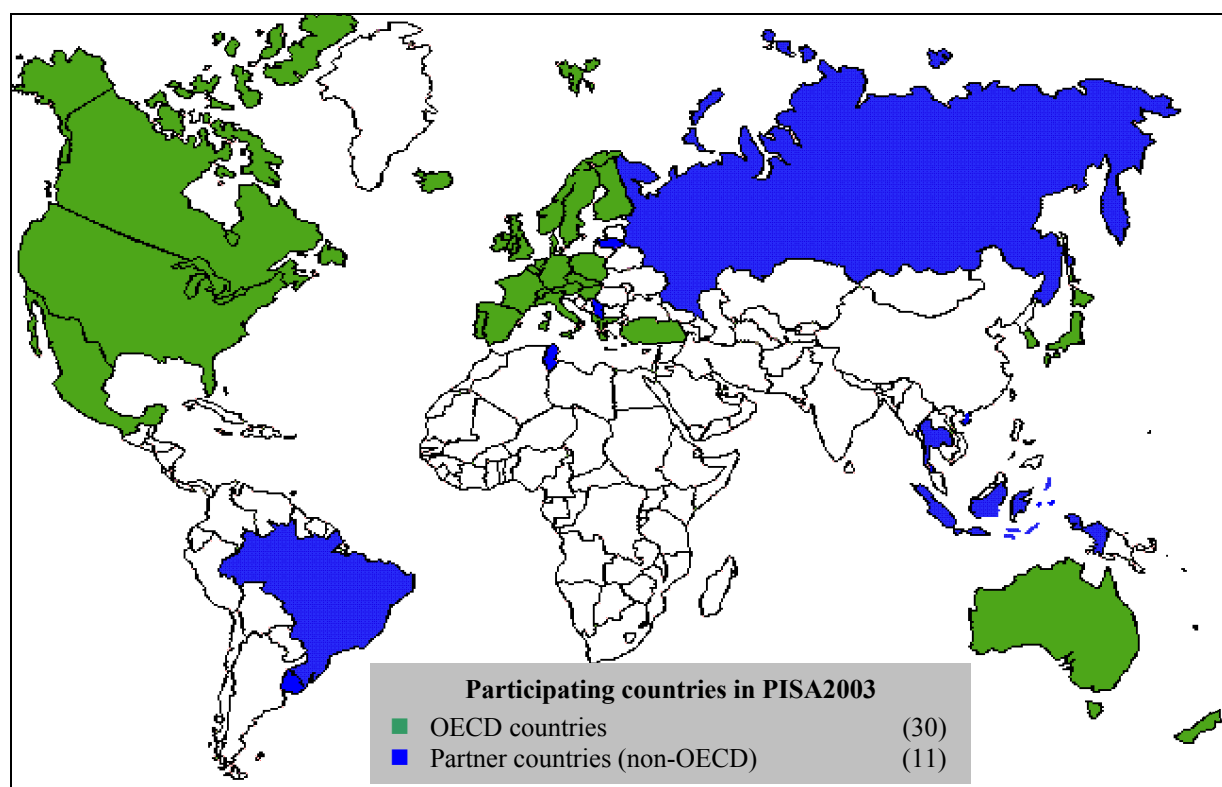 Participating countries in PISA2003
OECD countries (30)
Partner countries (non-OECD) (11)